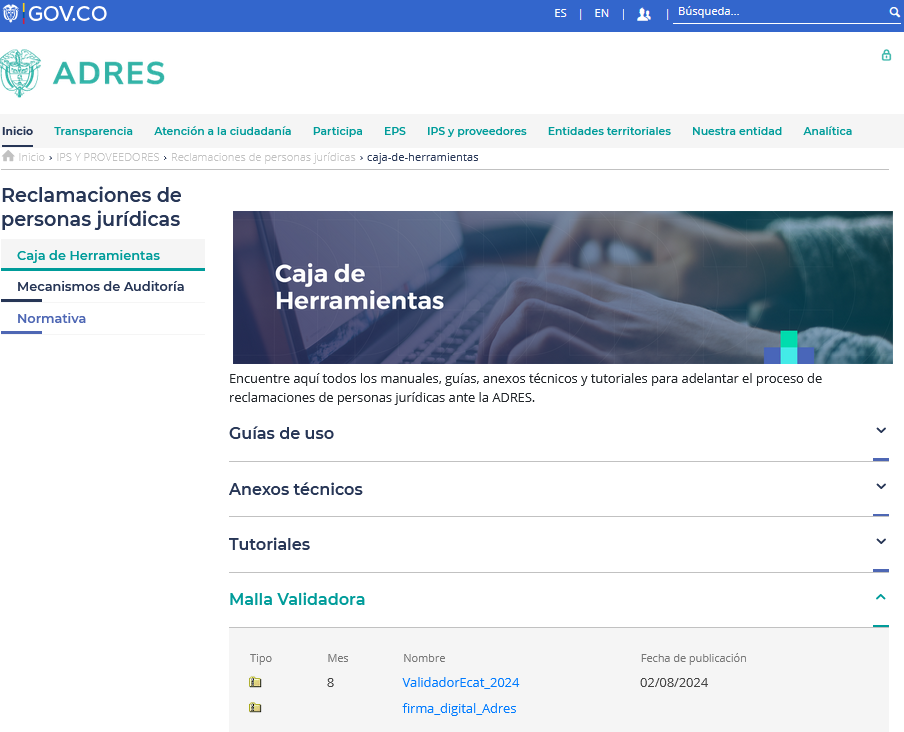 GOV.CO
ES | EN | | Búsqueda...
ADRES
Inicio Transparencia Atención a la ciudadanía Participa EPS IPS y proveedores Entidades territoriales Nuestra entidad Analítica
Inicio › IPS Y PROVEEDORES › Reclamaciones de personas jurídicas › caja-de-herramientas
Reclamaciones de
personas jurídicas
Caja de Herramientas
Mecanismos de Auditoría
Normativa
Caja de
Herramientas
Encuentre aquí todos los manuales, guías, anexos técnicos y tutoriales para adelantar el proceso de
reclamaciones de personas jurídicas ante la ADRES.
Guías de uso
Anexos técnicos
Tutoriales
Malla Validadora
Tipo Mes Nombre Fecha de publicación
8 ValidadorEcat_2024 02/08/2024
firma_digital_Adres